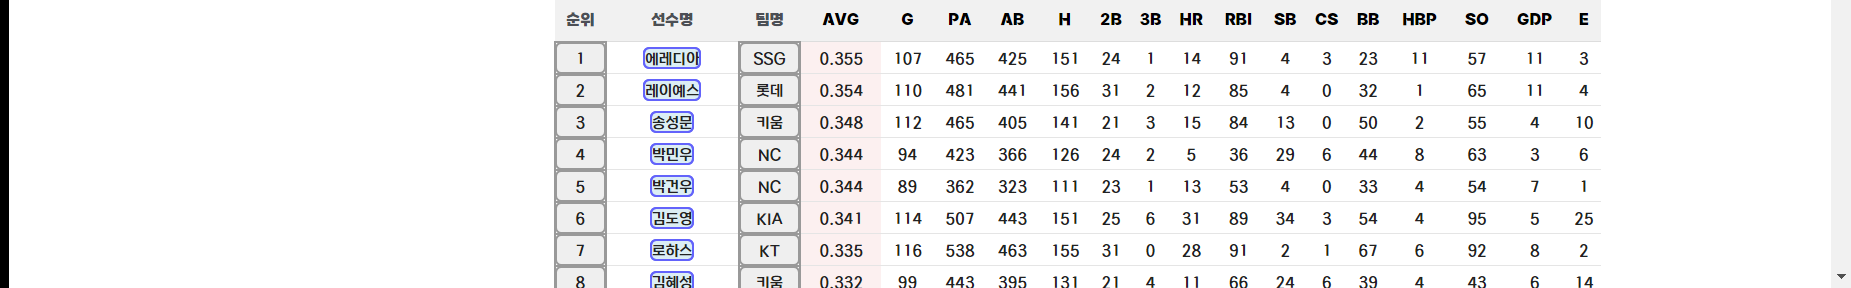 순위 선수명 팀명 AVG G PA AB H 2B 3B HR RBI SB CS BB HBP SO GDP E
1 에레디아 SSG 0.355 107 465 425 151 24 1 14 91 4 3 23 11 57 11 3
2 레이예스 롯데 0.354 110 481 441 156 31 2 12 85 4 0 32 1 65 11 4
3 송성문 키움 0.348 112 465 405 141 21 3 15 84 13 0 50 2 55 4 10
4 박민우 NC 0.344 94 423 366 126 24 2 5 36 29 6 44 8 63 3 6
5 박건우 NC 0.344 89 362 323 111 23 1 13 53 4 0 33 4 54 7 1
6 김도영 KIA 0.341 114 507 443 151 25 6 31 89 34 3 54 4 95 5 25
7 로하스 KT 0.335 116 538 463 155 31 0 28 91 2 1 67 6 92 8 2
8 김혜성 키움 0.332 99 443 395 131 21 4 11 66 24 6 39 4 43 6 14